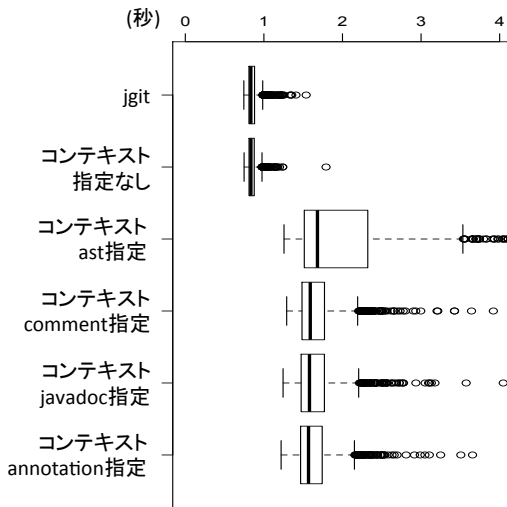 (秒)
0 1 2 3 4
jgit
コンテキスト
指定なし
コンテキスト
ast指定
コンテキスト
comment指定
コンテキスト
javadoc指定
コンテキスト
annotation指定